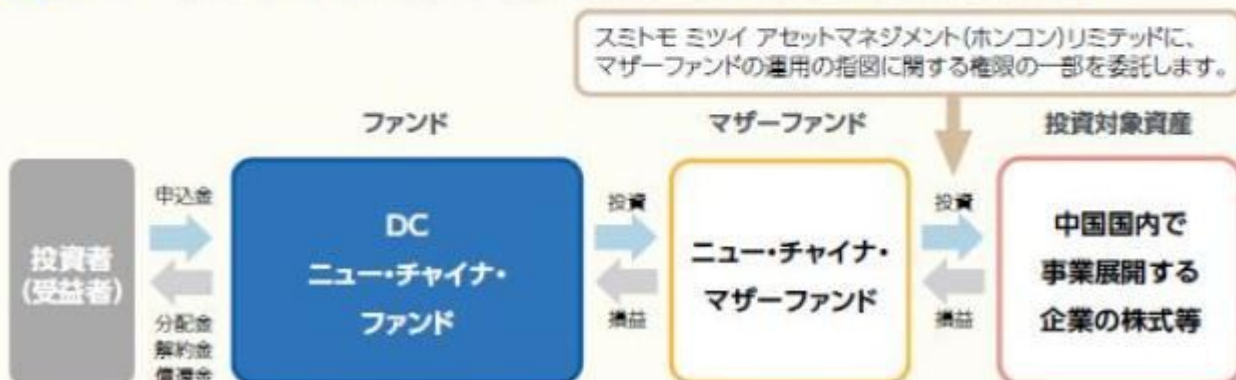 スミトモ ミツイ アセットマネジメント(ホンコン)リミテッドに、
マザーファンドの運用の指図に関する権限の一部を委託します。
ファンド
マザーファンド
投資対象資産
投資者
(受益者)
申込金
分配金
解約金
償還金
DC
ニュー・チャイナ・
ファンド
投資
損益
ニュー・チャイナ・
マザーファンド
投資
損益
中国国内で
事業展開する
企業の株式等